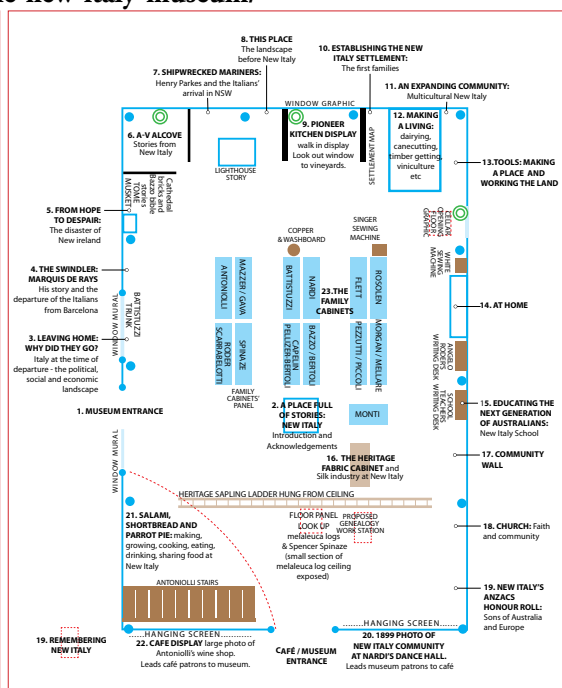 8. THIS PLACE
The landscape
before New Italy
10. ESTABLISHING THE NEW
ITALY SETTLEMENT:
The first families
7. SHIPWRECKED MARINERS:
Henry Parkes and the Italians'
arrival in NSW
11. AN EXPANDING COMMUNITY:
Multicultural New Italy
WINDOW GRAPHIC
6. A-V ALCOVE
Stories from
New Italy
LIGHTHOUSE
STORY
9. PIONEER
KITCHEN DISPLAY
walk in display
Look out window
to vineyards.
SETTLEMENT MAP
12. MAKING
A LIVING:
dairying,
canecutting,
timber getting,
viniculture
etc
13.TOOLS: MAKING
A PLACE AND
WORKING THE LAND
Cathedral
bricks and
Bazzo bible
stories
TOME
MUSKET
5. FROM HOPE
TO DESPAIR:
The disaster of
New ireland
CELLAR
OPENING
FLOOR
GRAPHIC
COPPER
& WASHBOARD
SINGER
SEWING
MACHINE
WHITE
SEWING
MACHINE
4. THE SWINDLER:
MARQUIS DE RAYS
His story and the
departure of the Italians
from Barcelona
ANTONIOLLI
MAZZER / GAVA
BATTISTUZZI
NARDI
23.THE
FAMILY
CABINETS
FLETT
ROSOLEN
14. AT HOME
BATTISTUZZI
TRUNK
WINDOW MURAL
3. LEAVING HOME:
WHY DID THEY GO?
Italy at the time of
departure - the political,
social and economic
landscape
RODER
SCARRABELOTTI
SPINAZE
CAPELIN
PELLIZER-BERTOLI
BAZZO / BERTOLI
PEZZUTTI / PICCOLI
MORGAN / MELLARE
ANGELO
RODER'S
WRITING DESK
FAMILY
CABINETS'
PANEL
SCHOOL
TEACHERS
WRITING DESK
1. MUSEUM ENTRANCE
2. A PLACE FULL
OF STORIES:
NEW ITALY
Introduction and
Acknowledgements
MONTI
15. EDUCATING THE
NEXT GENERATION
OF AUSTRALIANS:
New Italy School
WINDOW MURAL
16. THE HERITAGE
FABRIC CABINET and
Silk industry at New Italy
17. COMMUNITY
WALL
HERITAGE SAPLING LADDER HUNG FROM CEILING
21. SALAMI,
SHORTBREAD AND
PARROT PIE: making,
growing, cooking, eating,
drinking, sharing food at
New Italy
FLOOR PANEL
LOOK UP
melaleuca logs
& Spencer Spinaze
(small section of
melaleuca log ceiling
exposed)
PROPOSED
GENEALOGY
WORK STATION
18. CHURCH: Faith
and community
ANTONIOLLI STAIRS
19. NEW ITALY'S
ANZACS
HONOUR ROLL:
Sons of Australia
and Europe
19. REMEMBERING
NEW ITALY
......HANGING SCREEN.............
22. CAFE DISPLAY large photo of
Antoniolli's wine shop.
Leads café patrons to museum.
CAFÉ / MUSEUM
ENTRANCE
......HANGING SCREEN.............
20. 1899 PHOTO OF
NEW ITALY COMMUNITY
AT NARDI'S DANCE HALL.
Leads museum patrons to café